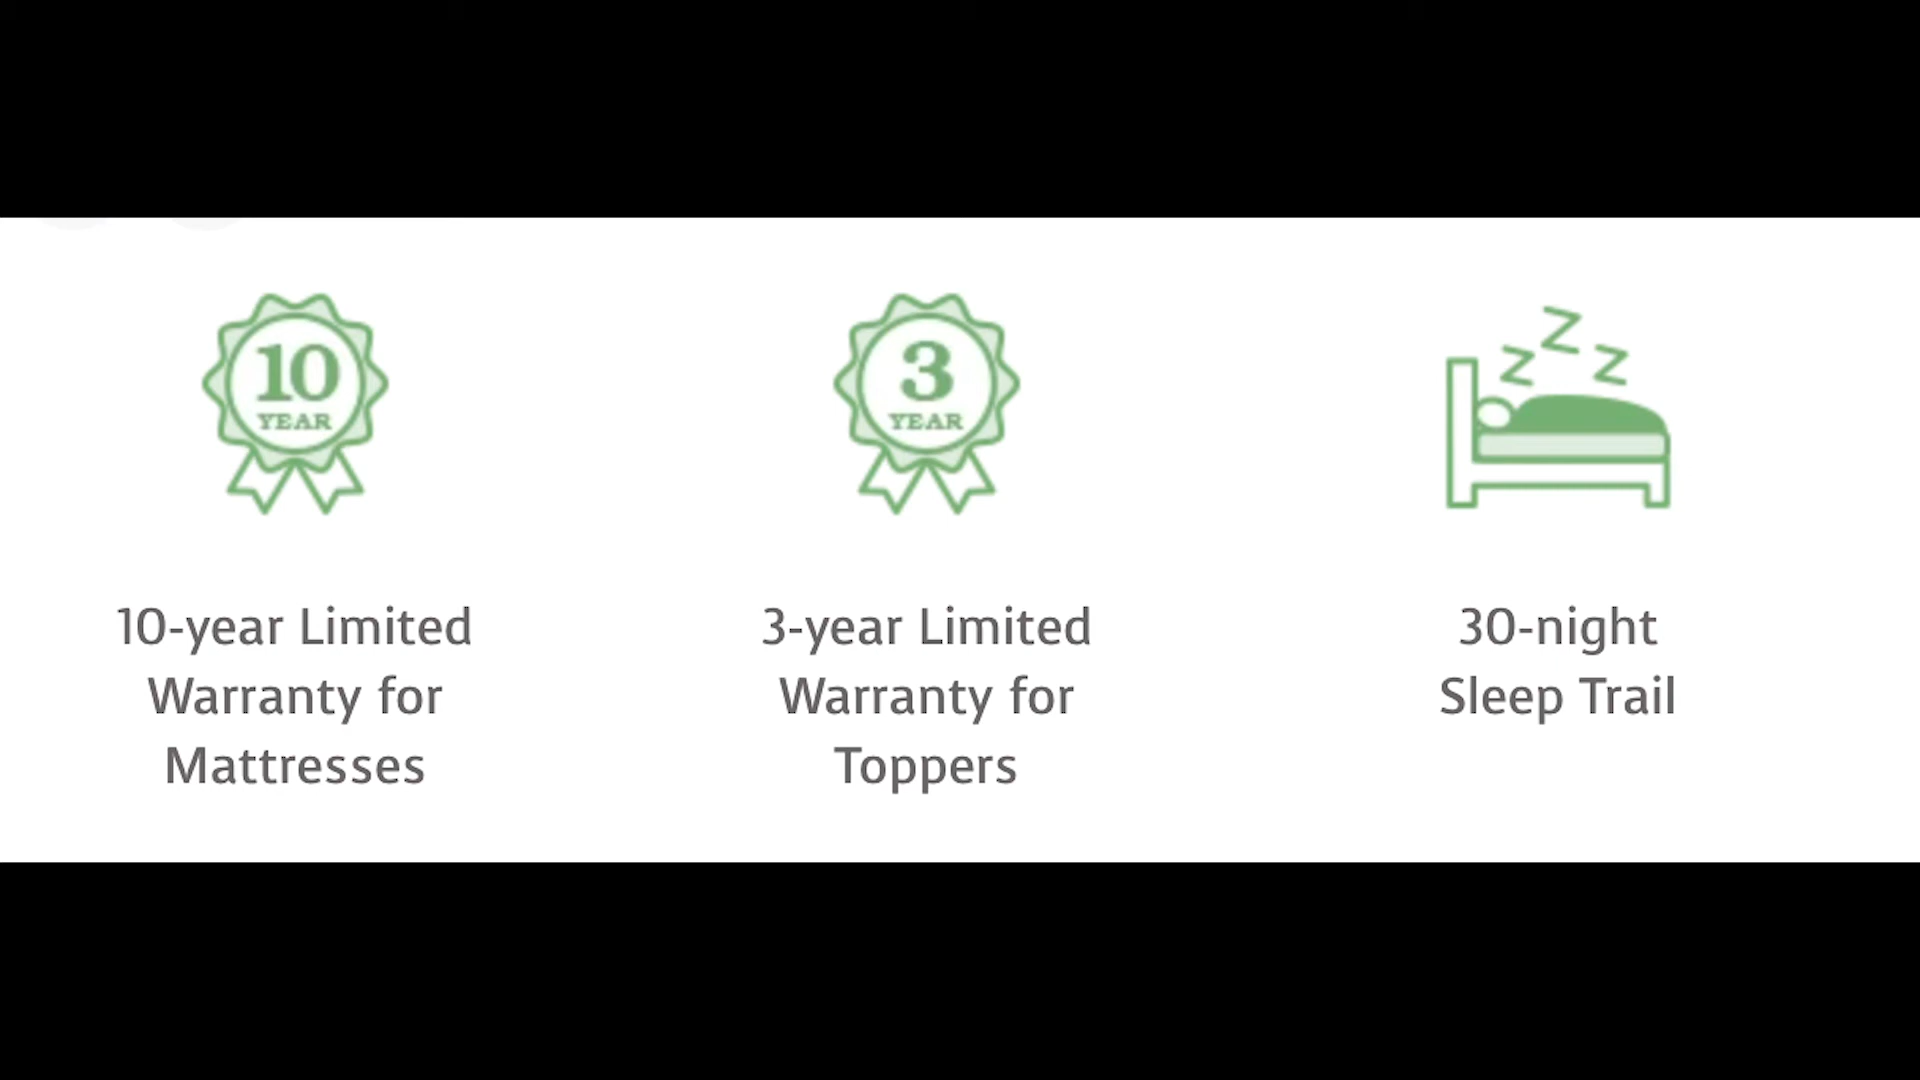 10
YEAR
10-year Limited
Warranty for
Mattresses
3
YEAR
3-year Limited
Warranty for
Toppers
Z Z Z
30-night
Sleep Trail